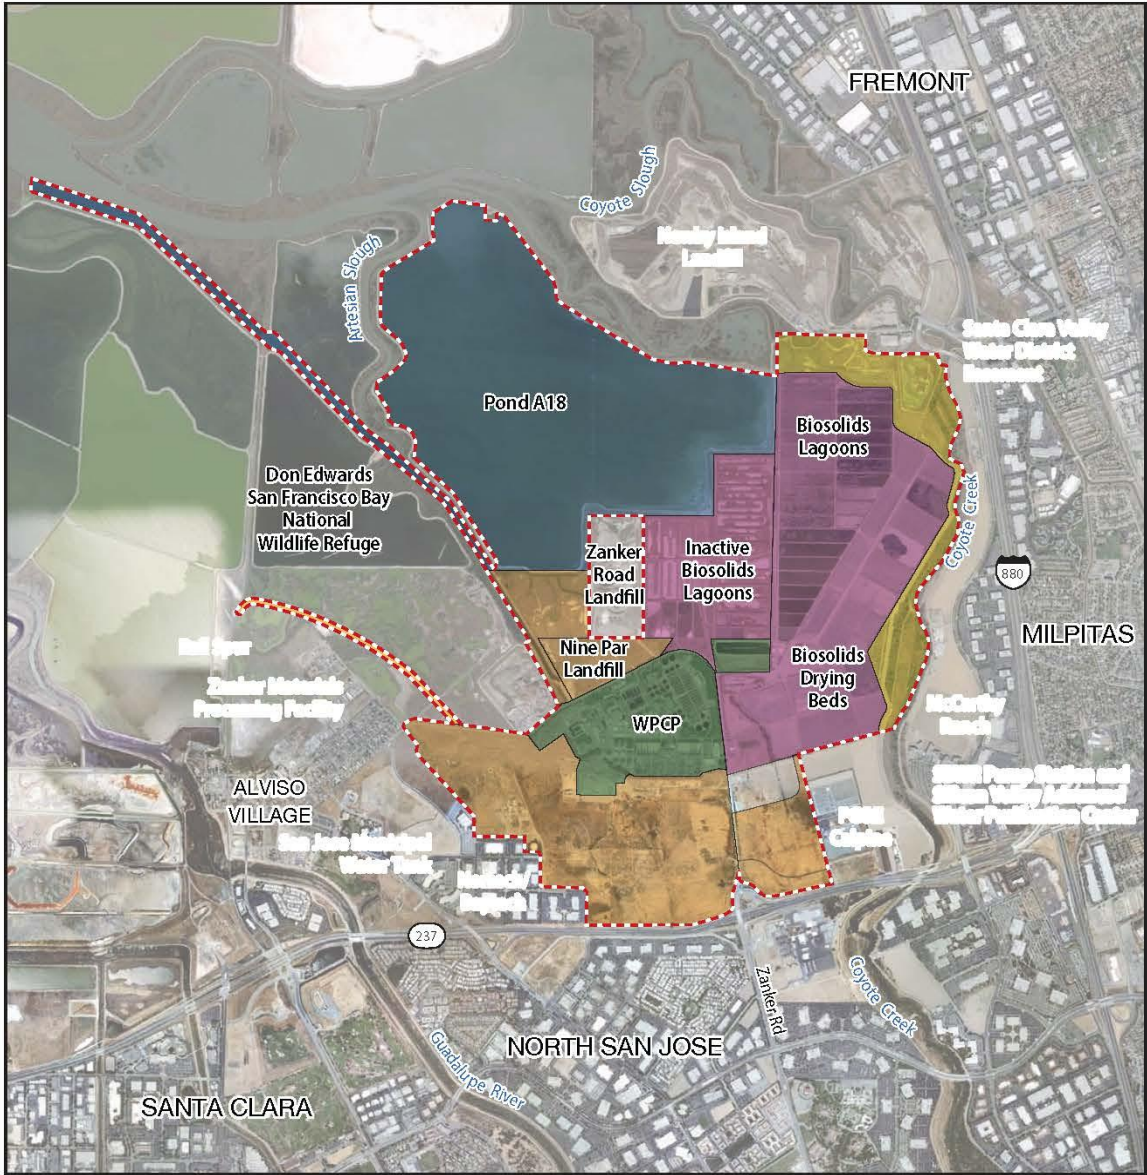 FREMONT
Coyote Slough
Newby Island
Landfill
Artesian Slough
Santa Clara Valley
Water District
Pond A18
Biosolids
Lagoons
Don Edwards
San Francisco Bay
National
Wildlife Refuge
Coyote Creek
Zanker
Road
Landfill
Inactive
Biosolids
Lagoons
880
MILPITAS
Rail Spur
Nine Par
Landfill
Biosolids
Drying
Beds
Zanker Materials
Processing Facility
WPCP
McCarthy
Ranch
ALVISO
VILLAGE
Pump Station and
Silicon Valley Advanced
Water Purification Center
San Jose Municipal
Water Tank
237
Zanker Rd
Coyote Creek
NORTH SAN JOSE
Guadalupe River
SANTA CLARA